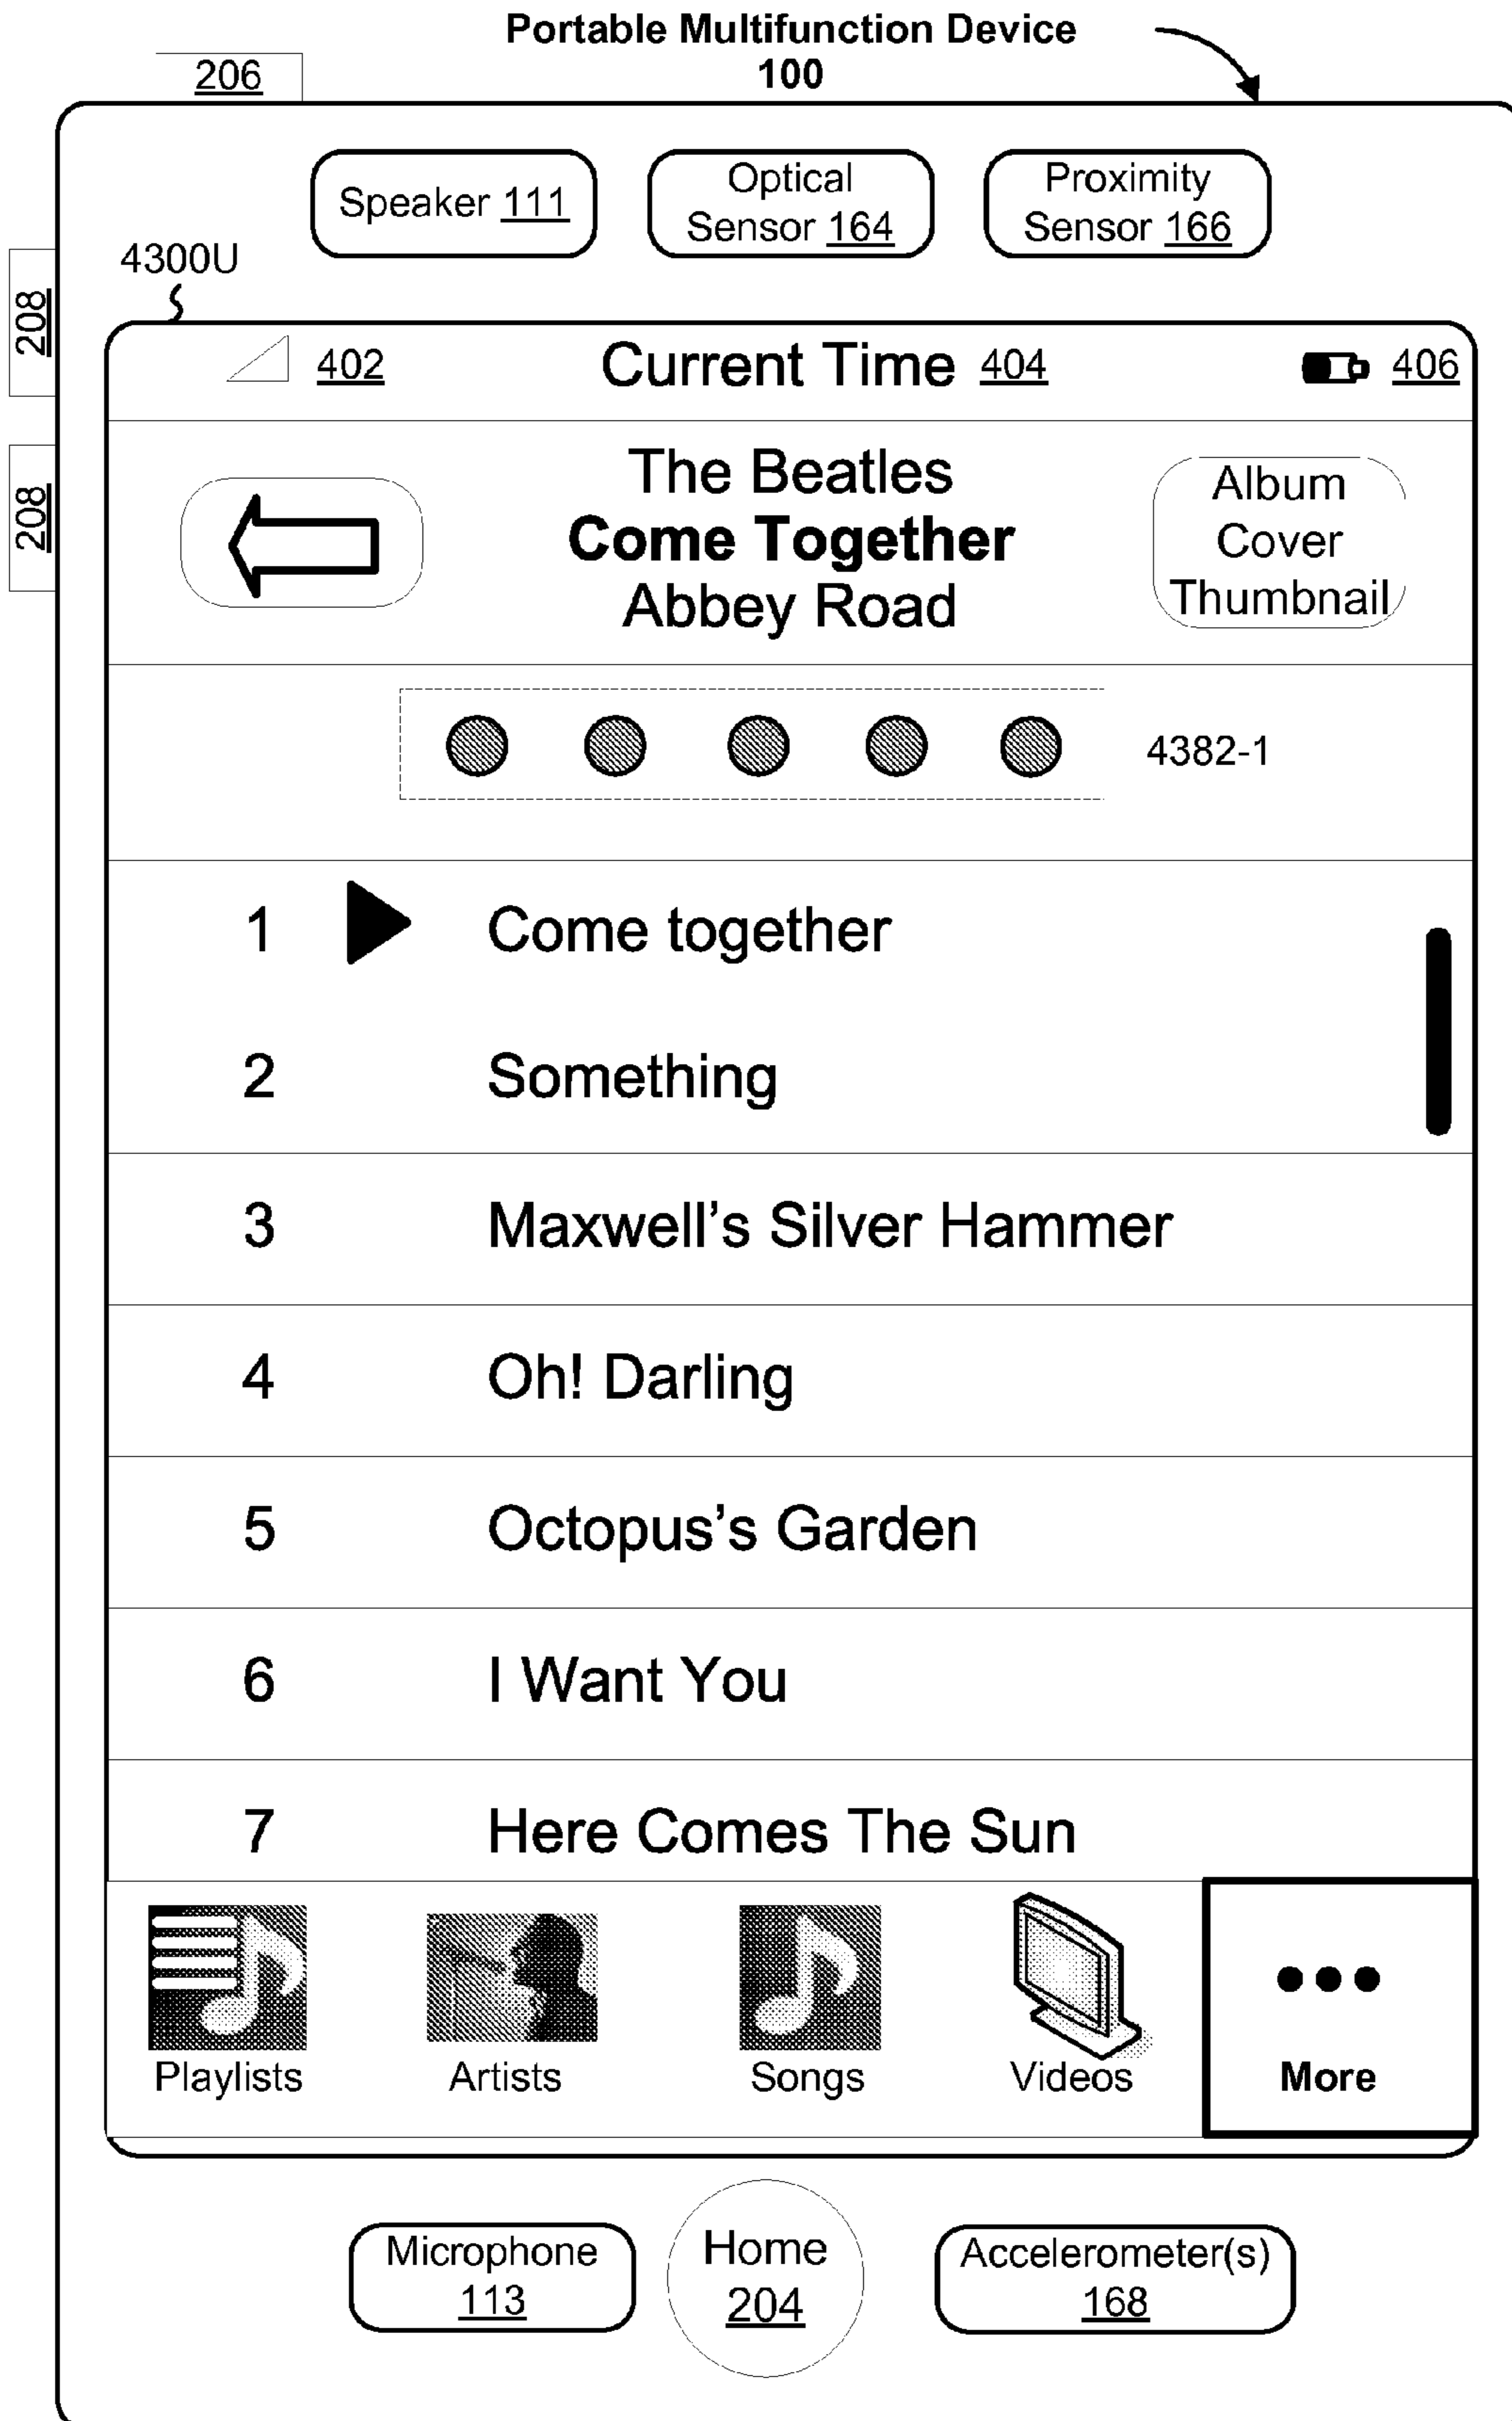 Portable Multifunction Device
100
206
Speaker 111
Optical
Sensor 164
Proximity
Sensor 166
4300U
208
208
402
Current Time 404
406
The Beatles
Come Together
Abbey Road
Album
Cover
Thumbnail
4382-1
1 Come together
2 Something
3 Maxwell's Silver Hammer
4 Oh! Darling
5 Octopus's Garden
6 I Want You
7 Here Comes The Sun
Playlists
Artists
Songs
Videos
More
Microphone
113
Home
204
Accelerometer(s)
168